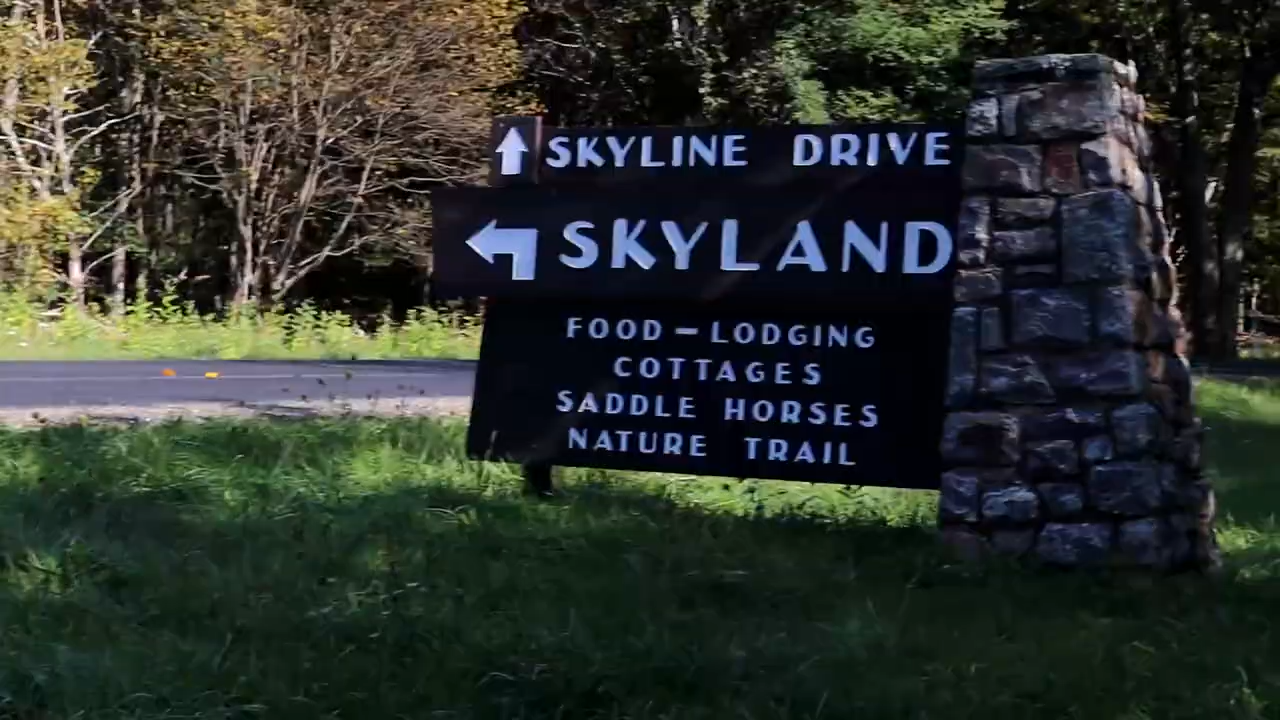 SKYLINE DRIVE
SKYLAND
FOOD — LODGING
COTTAGES
SADDLE HORSES
NATURE TRAIL